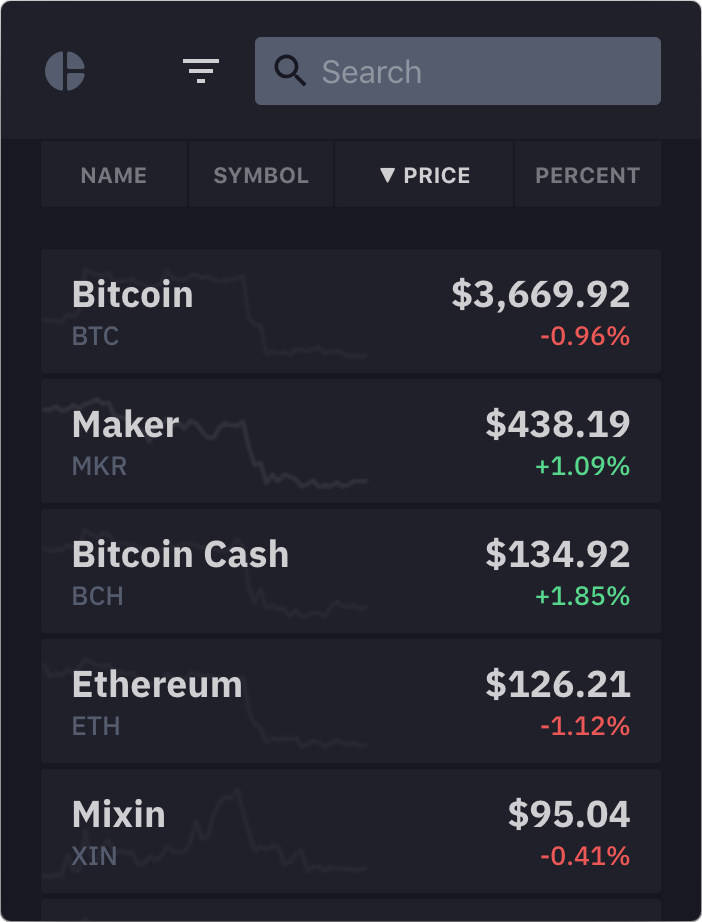 Search
NAME SYMBOL ▼ PRICE PERCENT
Bitcoin $3,669.92
BTC -0.96%
Maker $438.19
MKR +1.09%
Bitcoin Cash $134.92
BCH +1.85%
Ethereum $126.21
ETH -1.12%
Mixin $95.04
XIN -0.41%